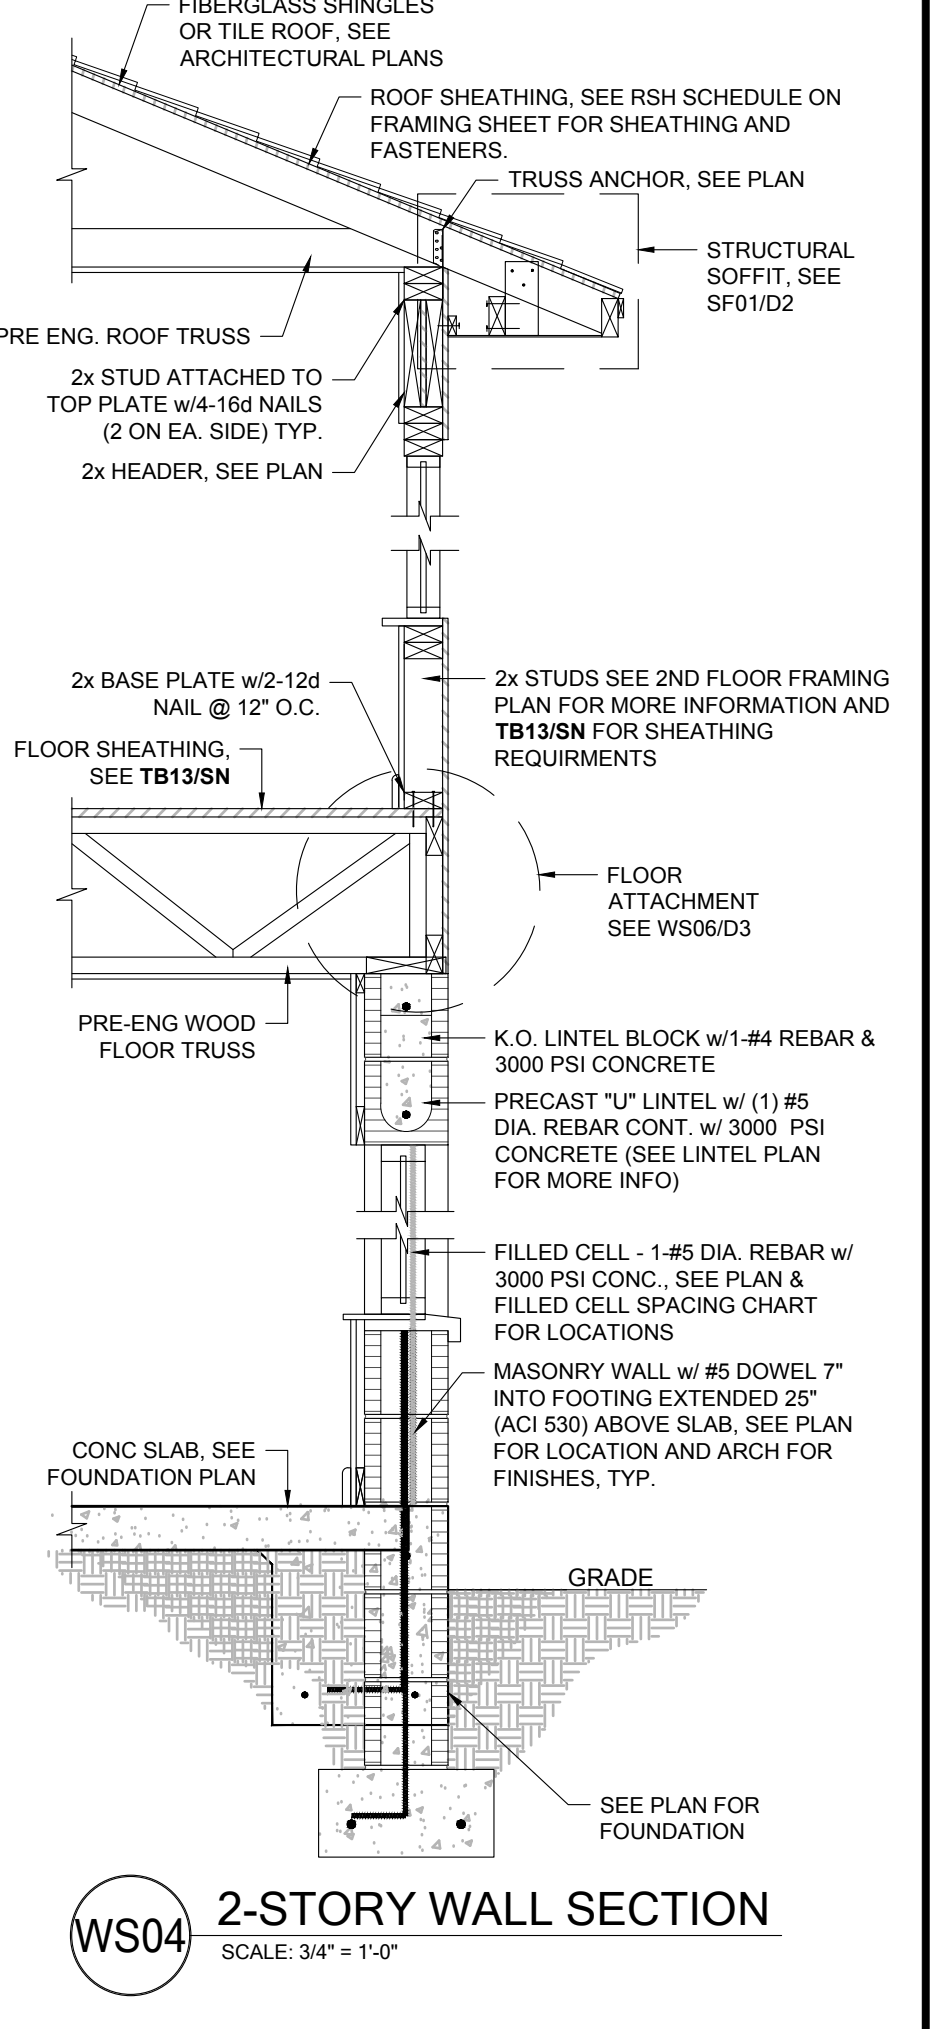 FIBERGLASS SHINGLES
OR TILE ROOF, SEE
ARCHITECTURAL PLANS
ROOF SHEATHING, SEE RSH SCHEDULE ON
FRAMING SHEET FOR SHEATHING AND
FASTENERS.
TRUSS ANCHOR, SEE PLAN
STRUCTURAL
SOFFIT, SEE
SF01/D2
PRE ENG. ROOF TRUSS
2x STUD ATTACHED TO
TOP PLATE w/4-16d NAILS
(2 ON EA. SIDE) TYP.
2x HEADER, SEE PLAN
2x BASE PLATE w/2-12d
NAIL @ 12" O.C.
2x STUDS SEE 2ND FLOOR FRAMING
PLAN FOR MORE INFORMATION AND
TB13/SN FOR SHEATHING
REQUIRMENTS
FLOOR SHEATHING,
SEE TB13/SN
FLOOR
ATTACHMENT
SEE WS06/D3
PRE-ENG WOOD
FLOOR TRUSS
K.O. LINTEL BLOCK w/1-#4 REBAR &
3000 PSI CONCRETE
PRECAST "U" LINTEL w/ (1) #5
DIA. REBAR CONT. w/ 3000 PSI
CONCRETE (SEE LINTEL PLAN
FOR MORE INFO)
FILLED CELL - 1-#5 DIA. REBAR w/
3000 PSI CONC., SEE PLAN &
FILLED CELL SPACING CHART
FOR LOCATIONS
MASONRY WALL w/ #5 DOWEL 7"
INTO FOOTING EXTENDED 25"
(ACI 530) ABOVE SLAB, SEE PLAN
FOR LOCATION AND ARCH FOR
FINISHES, TYP.
CONC SLAB, SEE
FOUNDATION PLAN
GRADE
SEE PLAN FOR
FOUNDATION
WS04
2-STORY WALL SECTION
SCALE: 3/4" = 1'-0"